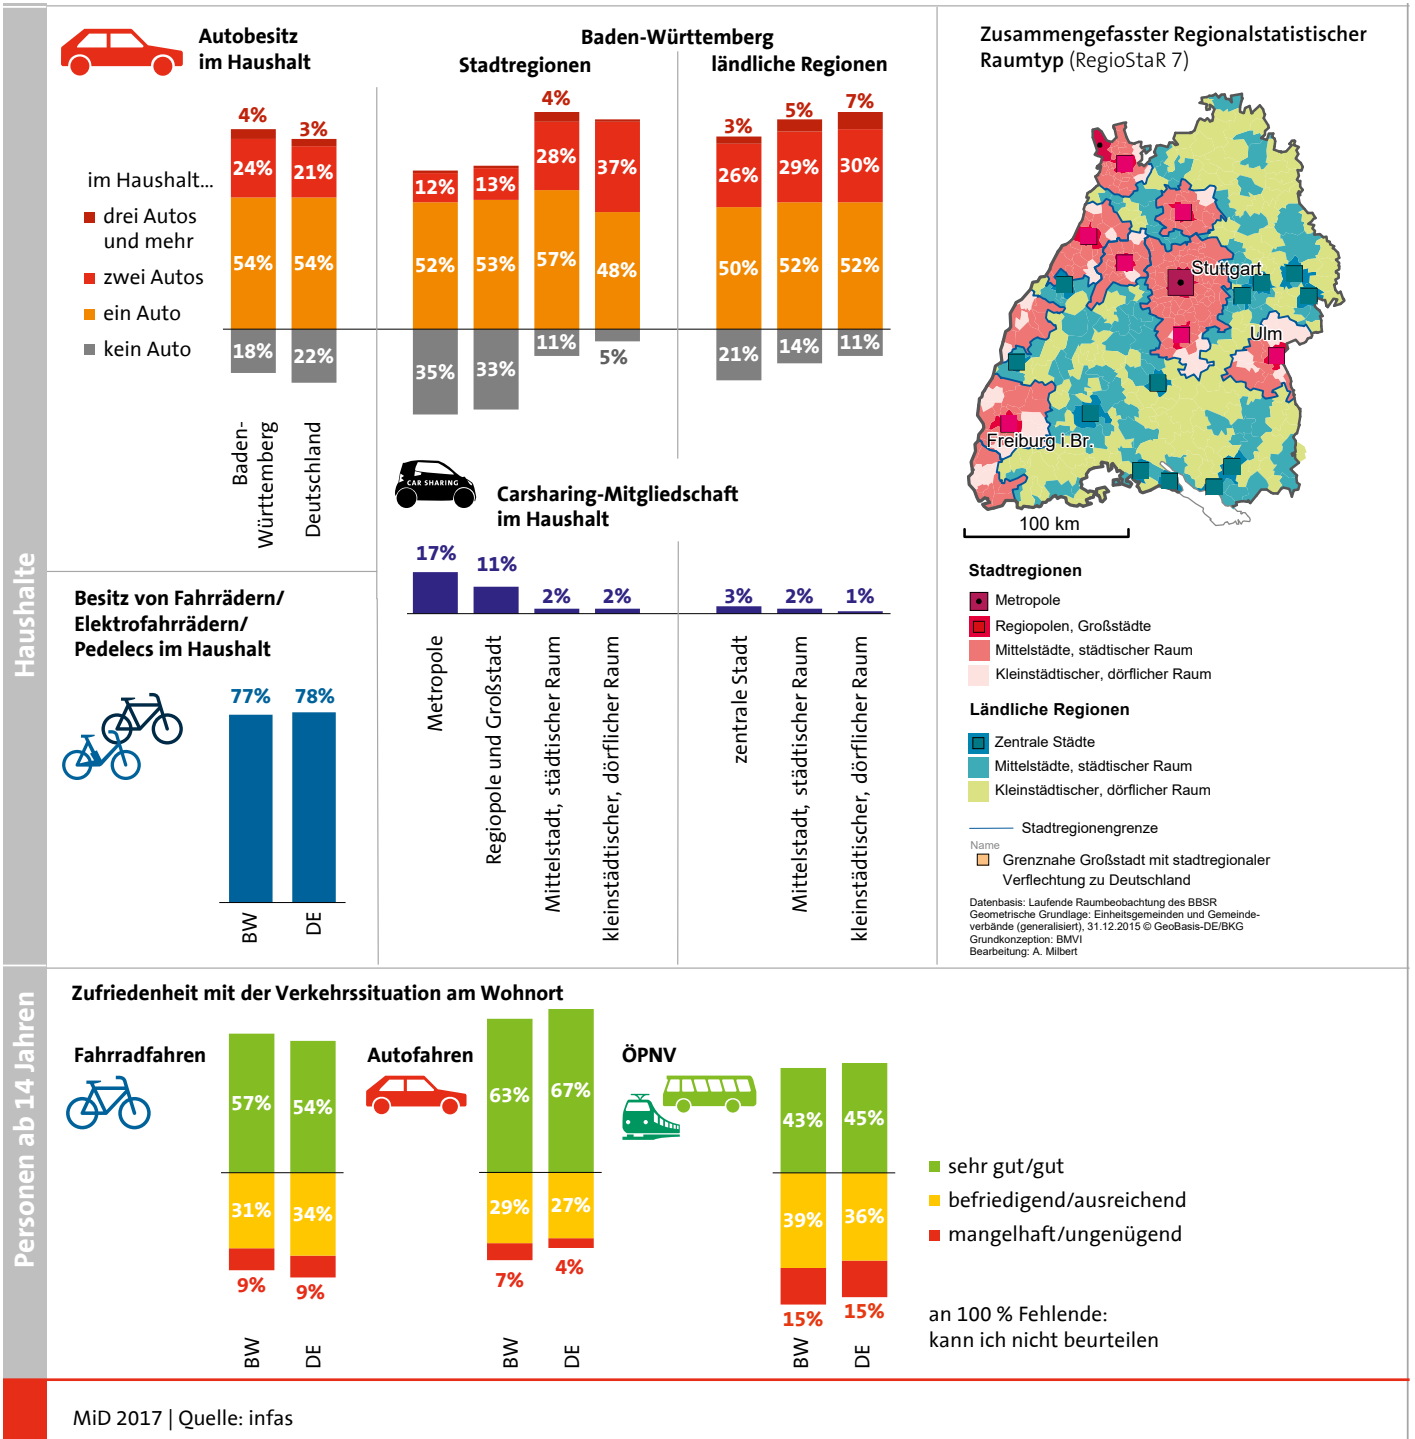 Haushalte
Autobesitz
im Haushalt
Baden-Württemberg
Stadtregionen
ländliche Regionen
im Haushalt...
drei Autos
und mehr
zwei Autos
ein Auto
kein Auto
4%
24%
54%
18%
3%
21%
54%
22%
Baden-
Württemberg
Deutschland
12%
52%
35%
13%
53%
33%
4%
28%
57%
11%
37%
48%
5%
3%
26%
50%
21%
5%
29%
52%
14%
7%
30%
52%
11%
CAR SHARING
Carsharing-Mitgliedschaft
im Haushalt
17%
11%
2%
2%
3%
2%
1%
Metropole
Regiopole und Großstadt
Mittelstadt, städtischer Raum
kleinstädtischer, dörflicher Raum
zentrale Stadt
Mittelstadt, städtischer Raum
kleinstädtischer, dörflicher Raum
Besitz von Fahrrädern/
Elektrofahrrädern/
Pedelecs im Haushalt
77%
78%
BW
DE
Zusammengefasster Regionalstatistischer
Raumtyp (RegioStaR 7)
Stuttgart
Ulm
Freiburg i.Br.
100 km
Stadtregionen
Metropole
Regiopolen, Großstädte
Mittelstädte, städtischer Raum
Kleinstädtischer, dörflicher Raum
Ländliche Regionen
Zentrale Städte
Mittelstädte, städtischer Raum
Kleinstädtischer, dörflicher Raum
Stadtregionengrenze
Name
Grenznahe Großstadt mit stadtregionaler
Verflechtung zu Deutschland
Datenbasis: Laufende Raumbeobachtung des BBSR
Geometrische Grundlage: Einheitsgemeinden und Gemeinde-
verbände (generalisiert), 31.12.2015 © GeoBasis-DE/BKG
Grundkonzeption: BMVI
Bearbeitung: A. Milbert
Personen ab 14 Jahren
Zufriedenheit mit der Verkehrssituation am Wohnort
Fahrradfahren
57%
31%
9%
54%
34%
9%
BW
DE
Autofahren
63%
29%
7%
67%
27%
4%
BW
DE
ÖPNV
43%
39%
15%
45%
36%
15%
BW
DE
sehr gut/gut
befriedigend/ausreichend
mangelhaft/ungenügend
an 100 % Fehlende:
kann ich nicht beurteilen
MiD 2017 | Quelle: infas